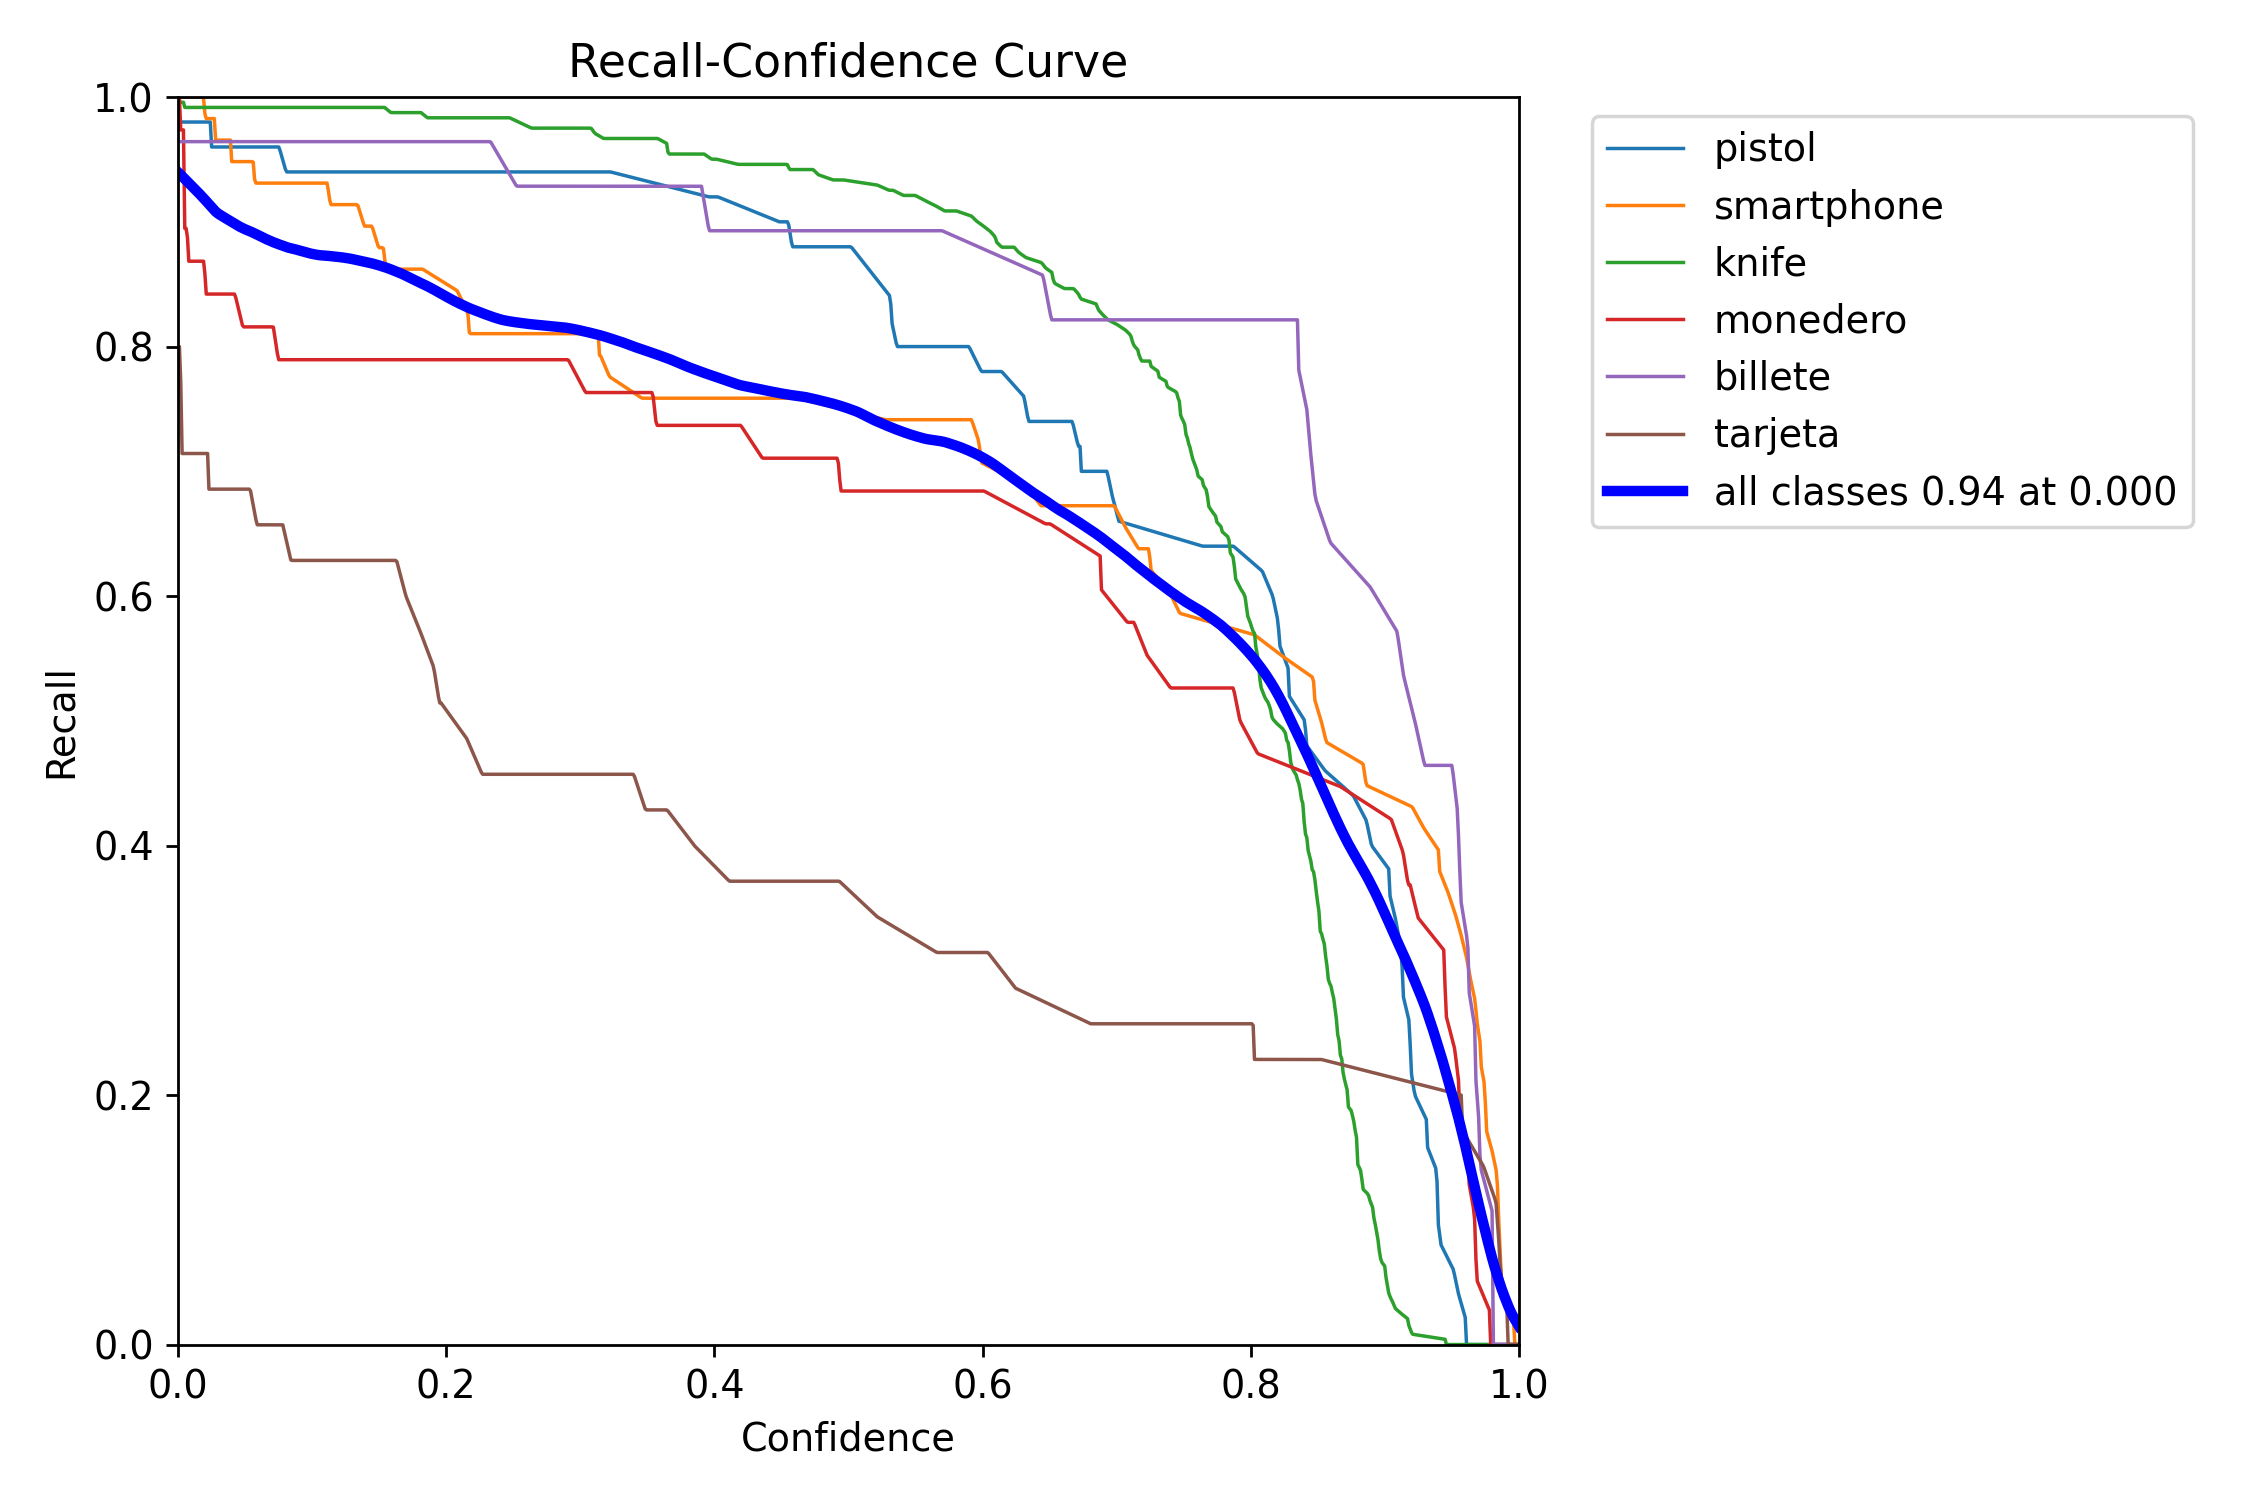 Recall-Confidence Curve
1.0
0.8
0.6
0.4
0.2
0.0
Recall
0.0 0.2 0.4 0.6 0.8 1.0
Confidence
pistol
smartphone
knife
monedero
billete
tarjeta
all classes 0.94 at 0.000